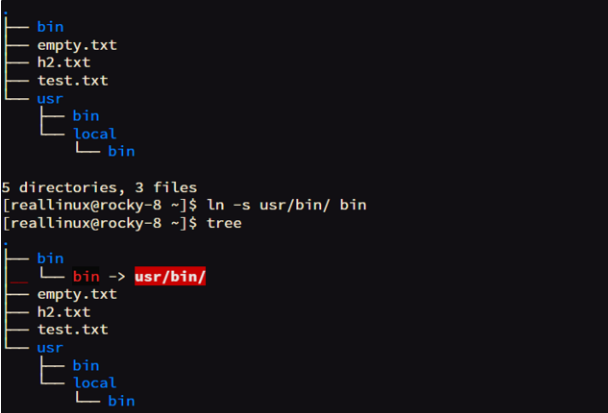 .
├── bin
├── empty.txt
├── h2.txt
├── test.txt
└── usr
    ├── bin
    └── local
        └── bin
5 directories, 3 files
[reallinux@rocky-8 ~]$ ln -s usr/bin/ bin
[reallinux@rocky-8 ~]$ tree
.
├── bin
│   └── bin -> usr/bin/
├── empty.txt
├── h2.txt
├── test.txt
└── usr
    ├── bin
    └── local
        └── bin